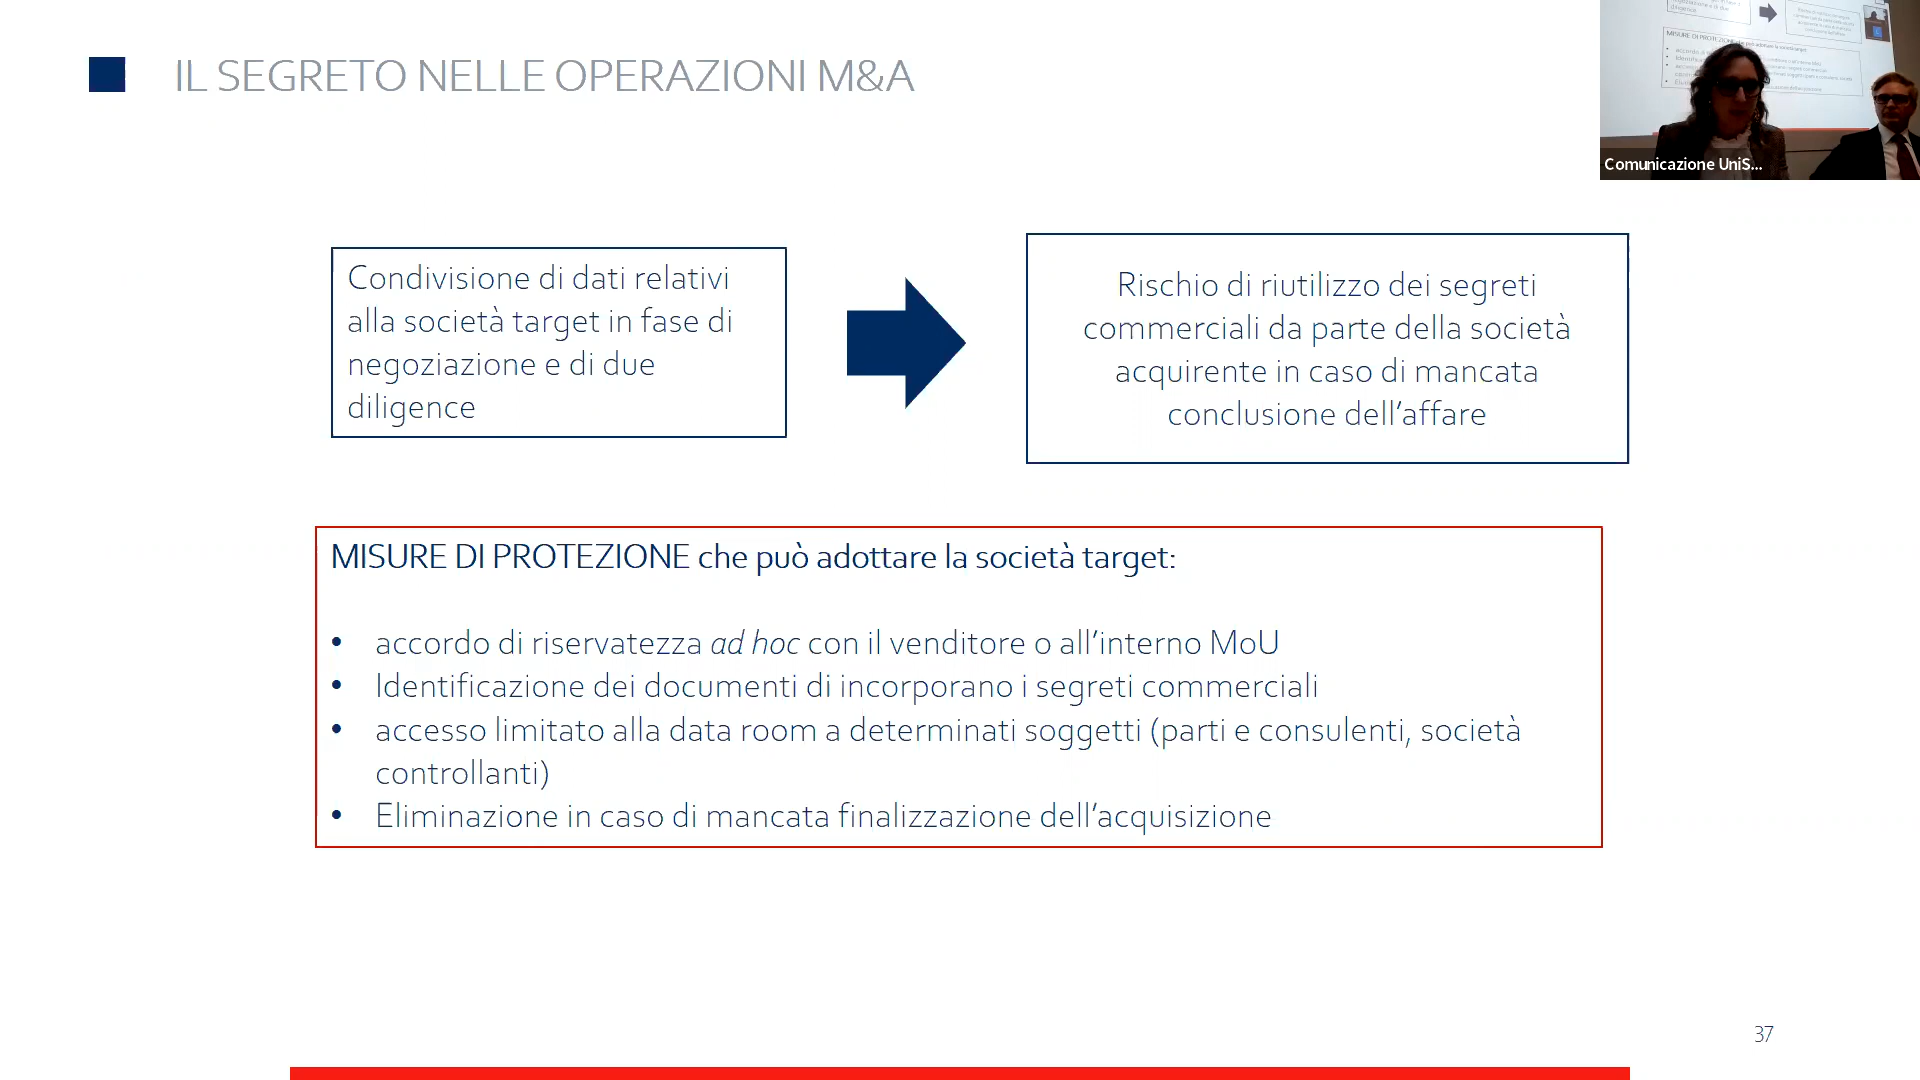 IL SEGRETO NELLE OPERAZIONI M&A
Comunicazione UniS...
Condivisione di dati relativi
alla società target in fase di
negoziazione e di due
diligence
Rischio di riutilizzo dei segreti
commerciali da parte della società
acquirente in caso di mancata
conclusione dell’affare
MISURE DI PROTEZIONE che può adottare la società target:
• accordo di riservatezza ad hoc con il venditore o all’interno MoU
• Identificazione dei documenti di incorporano i segreti commerciali
• accesso limitato alla data room a determinati soggetti (parti e consulenti, società
controllanti)
• Eliminazione in caso di mancata finalizzazione dell’acquisizione
37